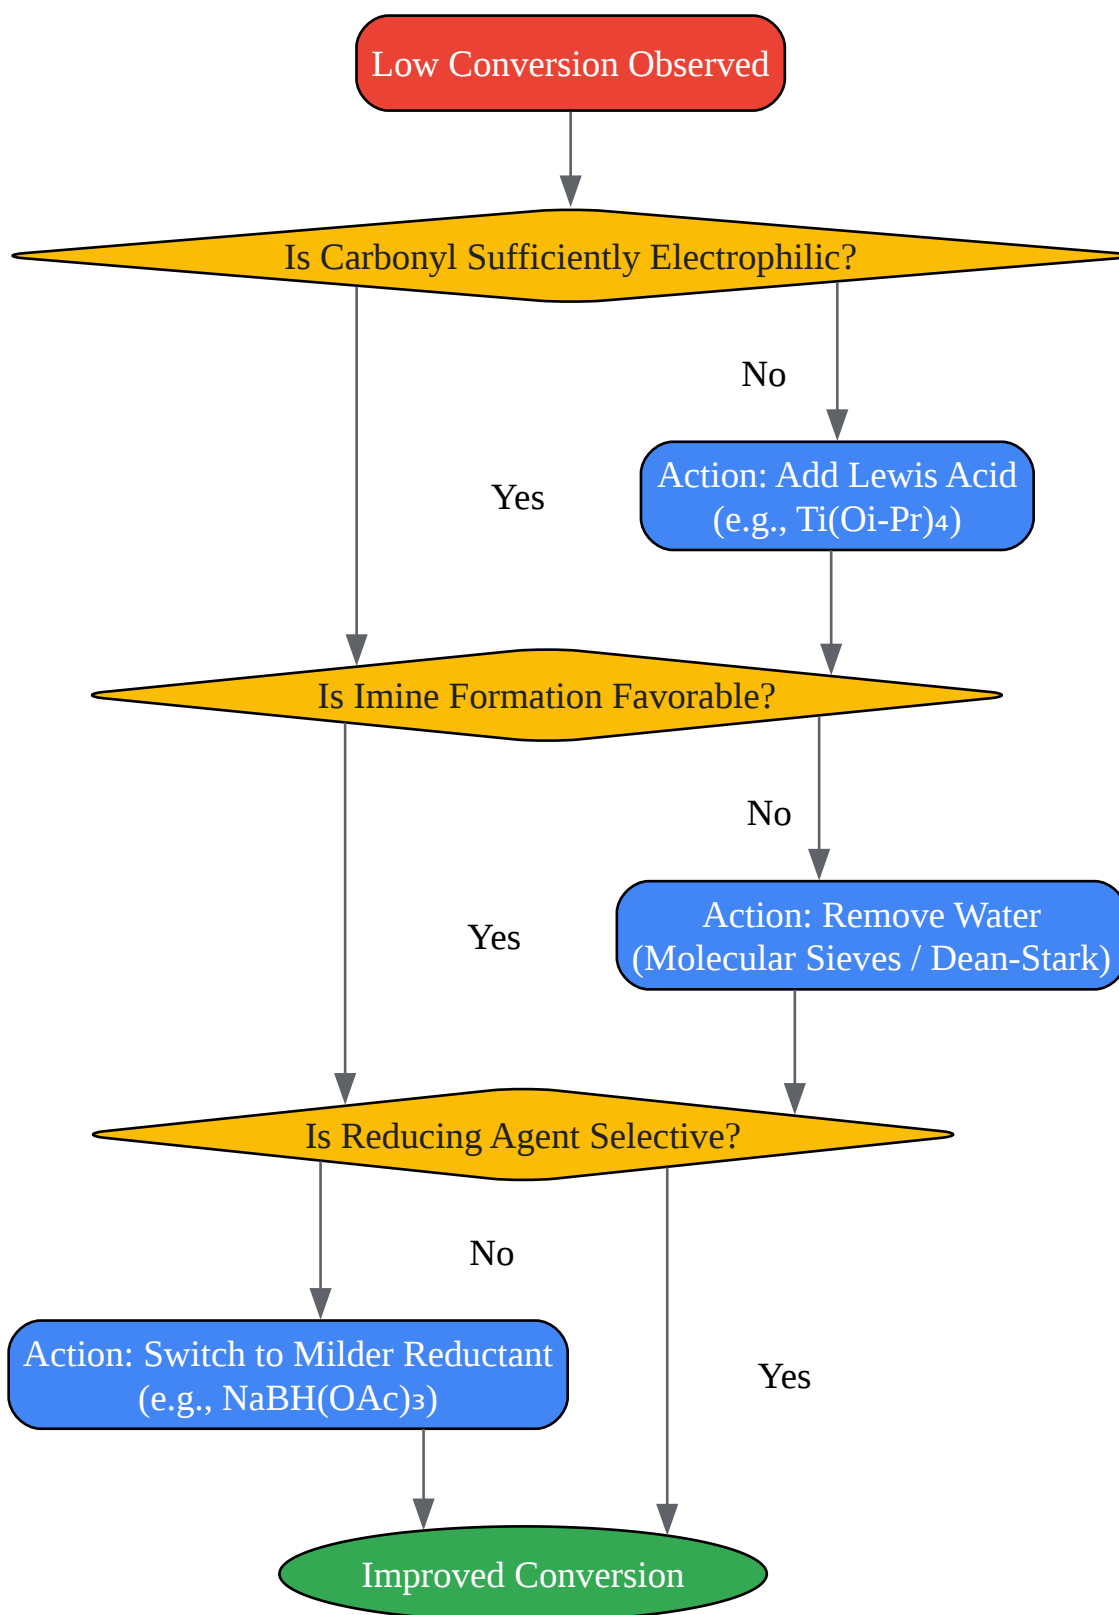 Low Conversion Observed
Is Carbonyl Sufficiently Electrophilic?
No
Action: Add Lewis Acid
(e.g., Ti(Oi-Pr)₄)
Yes
Is Imine Formation Favorable?
No
Action: Remove Water
(Molecular Sieves / Dean-Stark)
Yes
Is Reducing Agent Selective?
No
Action: Switch to Milder Reductant
(e.g., NaBH(OAc)₃)
Yes
Improved Conversion